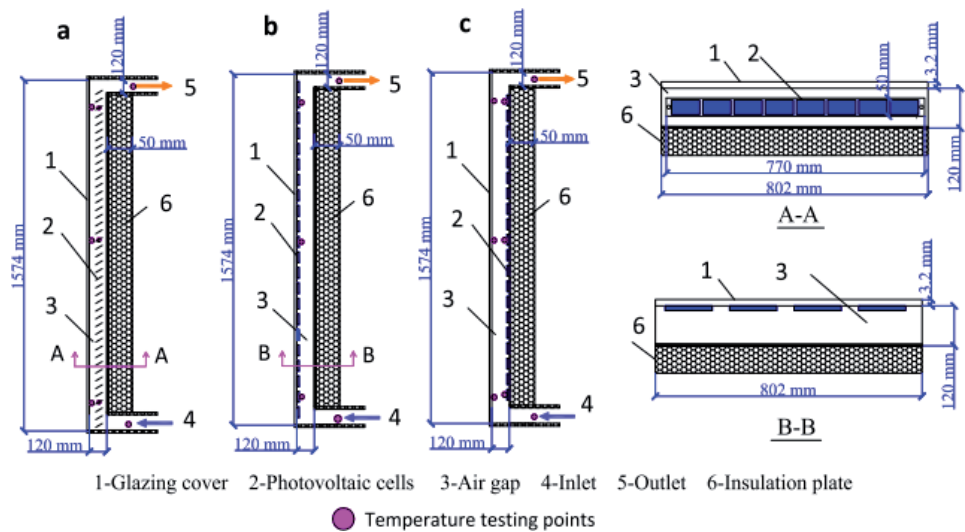 a
120 mm
5
1574 mm
50 mm
1
6
2
3
A
A
4
120 mm
b
120 mm
5
1574 mm
50 mm
1
2
6
3
B
B
4
120 mm
c
120 mm
5
1574 mm
50 mm
1
6
2
3
4
120 mm
1
2
3
50 mm
3.2 mm
6
120 mm
770 mm
802 mm
A-A
1
3
3.2 mm
6
802 mm
120 mm
B-B
1-Glazing cover 2-Photovoltaic cells 3-Air gap 4-Inlet 5-Outlet 6-Insulation plate
Temperature testing points